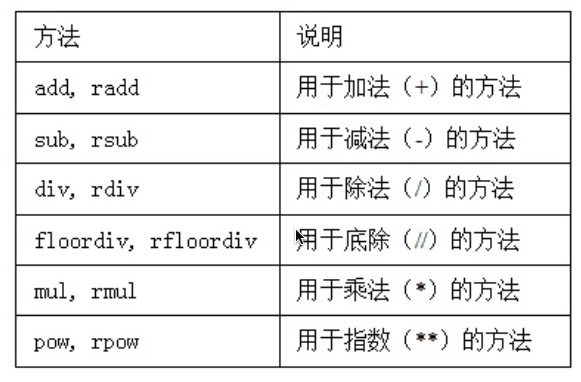 方法 说明
add, radd 用于加法（+）的方法
sub, rsub 用于减法（-）的方法
div, rdiv 用于除法（/）的方法
floordiv, rfloordiv 用于底除（//）的方法
mul, rmul 用于乘法（*）的方法
pow, rpow 用于指数（**）的方法